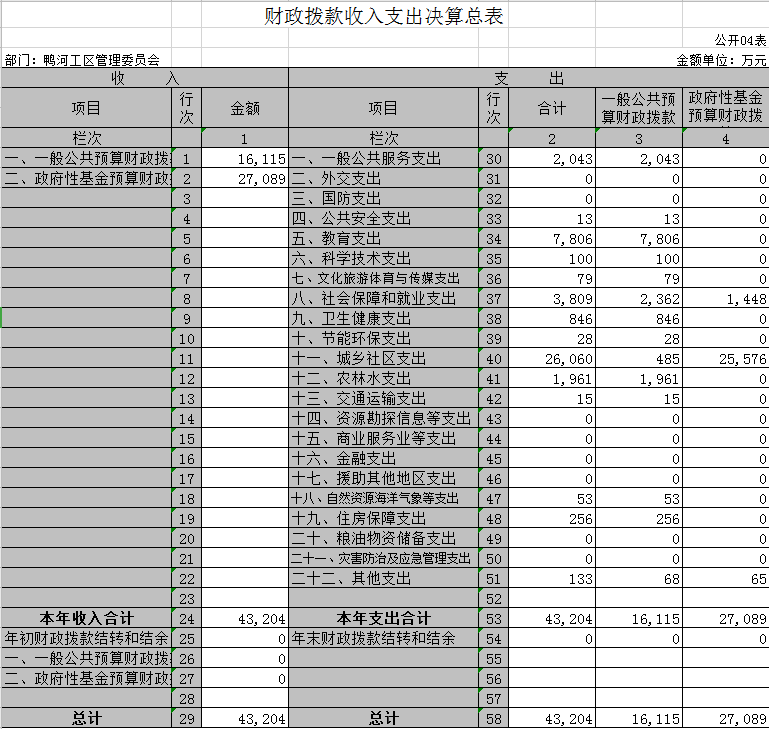 财政拨款收入支出决算总表
公开04表
部门：鸭河工区管理委员会 金额单位：万元
收 入 支 出
项目 行次 金额 项目 行次 合计 一般公共预算财政拨款 政府性基金预算财政拨
栏次 1 栏次 2 3 4
一、一般公共预算财政拨 1 16,115 一、一般公共服务支出 30 2,043 2,043 0
二、政府性基金预算财政 2 27,089 二、外交支出 31 0 0 0
3 三、国防支出 32 0 0 0
4 四、公共安全支出 33 13 13 0
5 五、教育支出 34 7,806 7,806 0
6 六、科学技术支出 35 100 100 0
7 七、文化旅游体育与传媒支出 36 79 79 0
8 八、社会保障和就业支出 37 3,809 2,362 1,448
9 九、卫生健康支出 38 846 846 0
10 十、节能环保支出 39 28 28 0
11 十一、城乡社区支出 40 26,060 485 25,576
12 十二、农林水支出 41 1,961 1,961 0
13 十三、交通运输支出 42 15 15 0
14 十四、资源勘探信息等支出 43 0 0 0
15 十五、商业服务业等支出 44 0 0 0
16 十六、金融支出 45 0 0 0
17 十七、援助其他地区支出 46 0 0 0
18 十八、自然资源海洋气象等支出 47 53 53 0
19 十九、住房保障支出 48 256 256 0
20 二十、粮油物资储备支出 49 0 0 0
21 二十一、灾害防治及应急管理支出 50 0 0 0
22 二十二、其他支出 51 133 68 65
23 52
本年收入合计 24 43,204 本年支出合计 53 43,204 16,115 27,089
年初财政拨款结转和结余 25 0 年末财政拨款结转和结余 54 0 0 0
一、一般公共预算财政拨 26 0 55
二、政府性基金预算财政 27 0 56
28 57
总计 29 43,204 总计 58 43,204 16,115 27,089